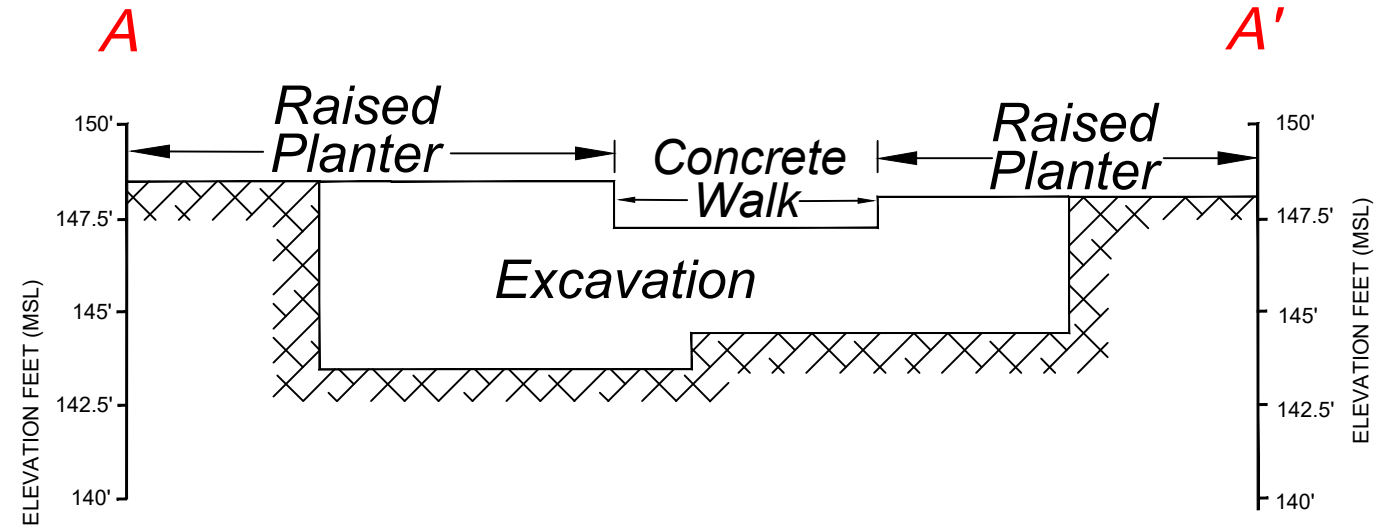 A
A'
Raised
Planter
Concrete
Walk
Raised
Planter
Excavation
150'
147.5'
145'
142.5'
140'
ELEVATION FEET (MSL)
150'
147.5'
145'
142.5'
140'
ELEVATION FEET (MSL)